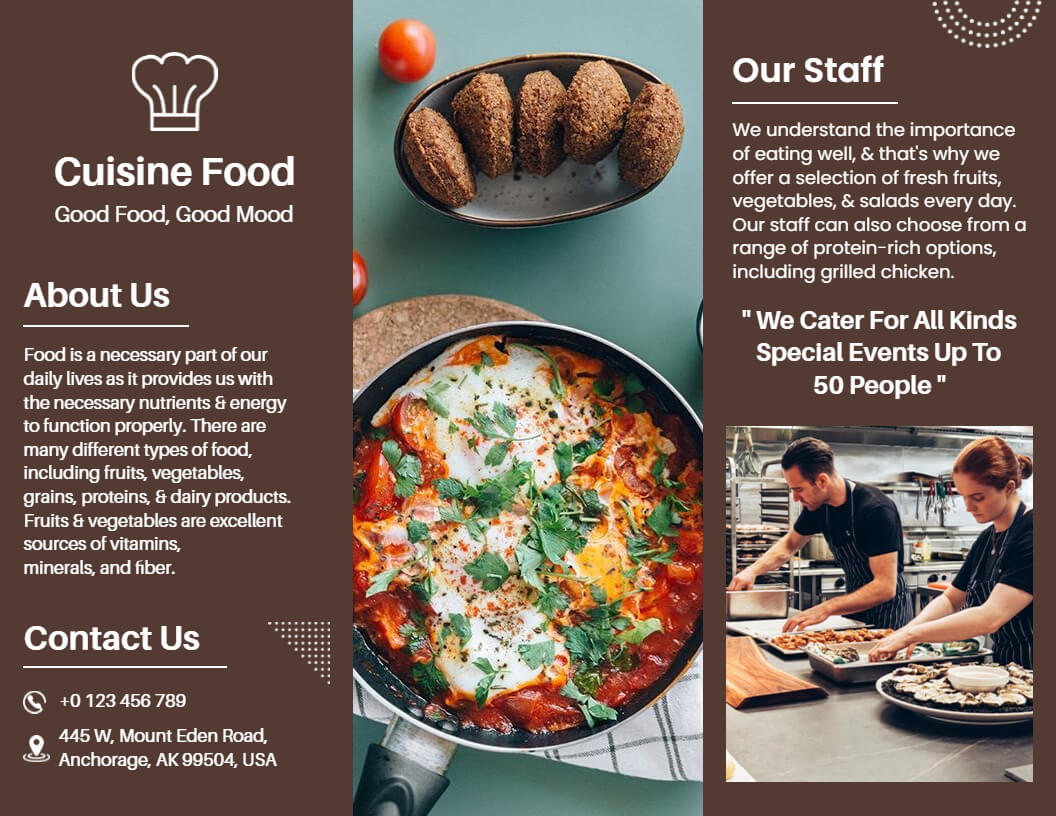 Cuisine Food
Good Food, Good Mood
About Us
Food is a necessary part of our
daily lives as it provides us with
the necessary nutrients & energy
to function properly. There are
many different types of food,
including fruits, vegetables,
grains, proteins, & dairy products.
Fruits & vegetables are excellent
sources of vitamins,
minerals, and fiber.
Contact Us
+0 123 456 789
445 W, Mount Eden Road,
Anchorage, AK 99504, USA
Our Staff
We understand the importance
of eating well, & that's why we
offer a selection of fresh fruits,
vegetables, & salads every day.
Our staff can also choose from a
range of protein-rich options,
including grilled chicken.
" We Cater For All Kinds
Special Events Up To
50 People "